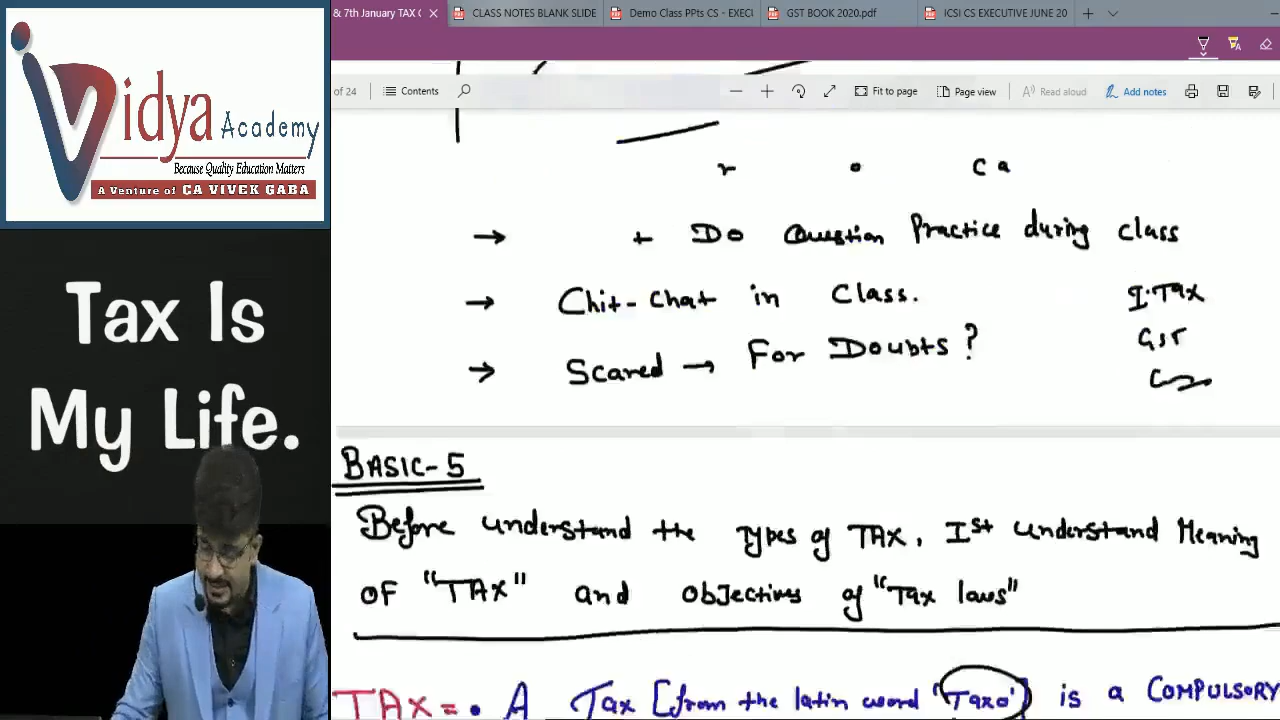 & 7th January TAX C
CLASS NOTES BLANK SLIDE
Demo Class PPts CS - EXEC
GST BOOK 2020.pdf
ICSI CS EXECUTIVE JUNE 20
of 24
Contents
Fit to page
Page view
Read aloud
Add notes
Vidya Academy
Because Quality Education Matters
A Venture of CA VIVEK GABA
Tax Is
My Life.
r • C a
→ + Do Question Practice during class
→ Chit-Chat in Class.
I.Tax
→ Scared → For Doubts?
GST
BASIC-5
Before understand the Types of TAX, Ist understand Meaning
OF "TAX" and objectives of "Tax laws"
TAX = • A Tax [from the latin word 'Taxo'] is a COMPULSORY